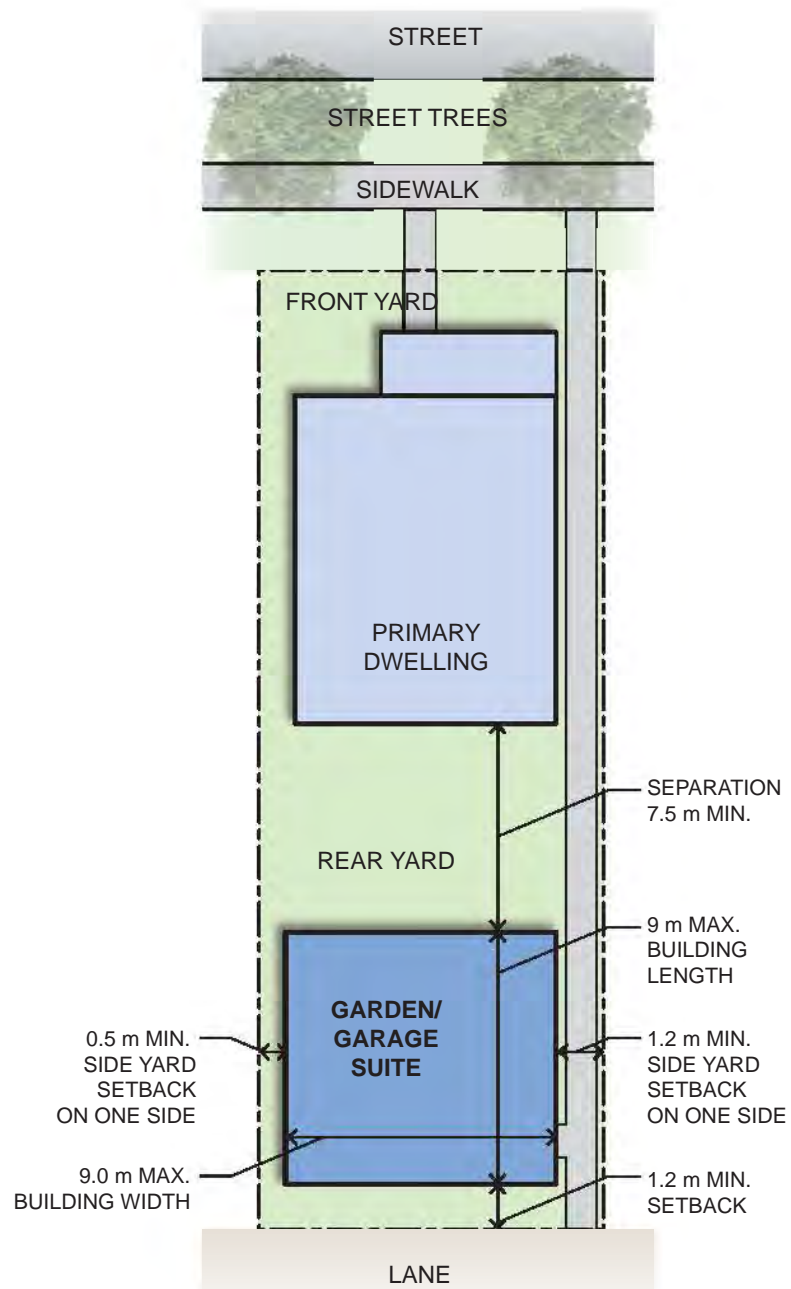 STREET
STREET TREES
SIDEWALK
FRONT YARD
PRIMARY
DWELLING
SEPARATION
7.5 m MIN.
REAR YARD
9 m MAX.
BUILDING
LENGTH
GARDEN/
GARAGE
SUITE
0.5 m MIN.
SIDE YARD
SETBACK
ON ONE SIDE
1.2 m MIN.
SIDE YARD
SETBACK
ON ONE SIDE
9.0 m MAX.
BUILDING WIDTH
1.2 m MIN.
SETBACK
LANE